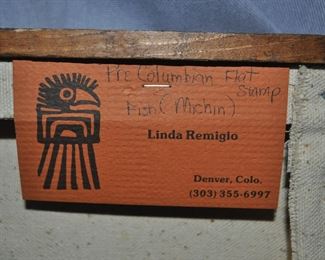 Pre Columbian Flat
Stamp
Fish (Michin)
Linda Remigio
Denver, Colo.
(303) 355-6997